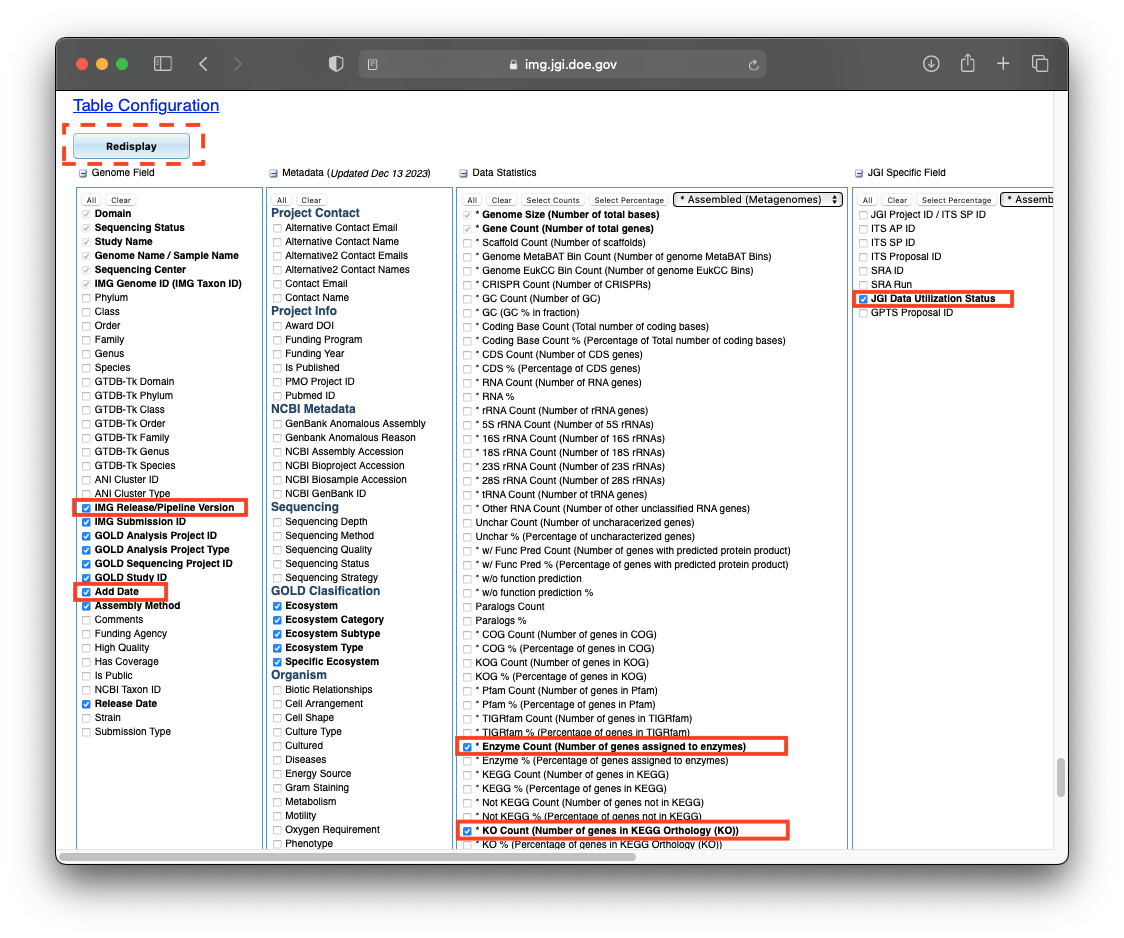 img.jgi.doe.gov
Table Configuration
Redisplay
Genome Field
All Clear
Domain
Sequencing Status
Study Name
Genome Name / Sample Name
Sequencing Center
IMG Genome ID (IMG Taxon ID)
Phylum
Class
Order
Family
Genus
Species
GTDB-Tk Domain
GTDB-Tk Phylum
GTDB-Tk Class
GTDB-Tk Order
GTDB-Tk Family
GTDB-Tk Genus
GTDB-Tk Species
ANI Cluster ID
ANI Cluster Type
IMG Release/Pipeline Version
IMG Submission ID
GOLD Analysis Project ID
GOLD Analysis Project Type
GOLD Sequencing Project ID
GOLD Study ID
Add Date
Assembly Method
Comments
Funding Agency
High Quality
Has Coverage
Is Public
NCBI Taxon ID
Release Date
Strain
Submission Type
Metadata (Updated Dec 13 2023)
All Clear
Project Contact
Alternative Contact Email
Alternative Contact Name
Alternative2 Contact Emails
Alternative2 Contact Names
Contact Email
Contact Name
Project Info
Award DOI
Funding Program
Funding Year
Is Published
PMO Project ID
Pubmed ID
NCBI Metadata
GenBank Anomalous Assembly
Genbank Anomalous Reason
NCBI Assembly Accession
NCBI Bioproject Accession
NCBI Biosample Accession
NCBI GenBank ID
Sequencing
Sequencing Depth
Sequencing Method
Sequencing Quality
Sequencing Status
Sequencing Strategy
GOLD Clasification
Ecosystem
Ecosystem Category
Ecosystem Subtype
Ecosystem Type
Specific Ecosystem
Organism
Biotic Relationships
Cell Arrangement
Cell Shape
Culture Type
Cultured
Diseases
Energy Source
Gram Staining
Metabolism
Motility
Oxygen Requirement
Phenotype
Data Statistics
All Clear Select Counts Select Percentage * Assembled (Metagenomes)
* Genome Size (Number of total bases)
* Gene Count (Number of total genes)
* Scaffold Count (Number of scaffolds)
* Genome MetaBAT Bin Count (Number of genome MetaBAT Bins)
* Genome EukCC Bin Count (Number of genome EukCC Bins)
* CRISPR Count (Number of CRISPRs)
* GC Count (Number of GC)
* GC (GC % in fraction)
* Coding Base Count (Total number of coding bases)
* Coding Base Count % (Percentage of Total number of coding bases)
* CDS Count (Number of CDS genes)
* CDS % (Percentage of CDS genes)
* RNA Count (Number of RNA genes)
* RNA %
* rRNA Count (Number of rRNA genes)
* 5S rRNA Count (Number of 5S rRNAs)
* 16S rRNA Count (Number of 16S rRNAs)
* 18S rRNA Count (Number of 18S rRNAs)
* 23S rRNA Count (Number of 23S rRNAs)
* 28S rRNA Count (Number of 28S rRNAs)
* tRNA Count (Number of tRNA genes)
* Other RNA Count (Number of other unclassified RNA genes)
Unchar Count (Number of uncharacerized genes)
Unchar % (Percentage of uncharacterized genes)
* w/ Func Pred Count (Number of genes with predicted protein product)
* w/ Func Pred % (Percentage of genes with predicted protein product)
* w/o function prediction
* w/o function prediction %
Paralogs Count
Paralogs %
* COG Count (Number of genes in COG)
* COG % (Percentage of genes in COG)
KOG Count (Number of genes in KOG)
KOG % (Percentage of genes in KOG)
* Pfam Count (Number of genes in Pfam)
* Pfam % (Percentage of genes in Pfam)
* TIGRfam Count (Number of genes in TIGRfam)
* TIGRfam % (Percentage of genes in TIGRfam)
* Enzyme Count (Number of genes assigned to enzymes)
* Enzyme % (Percentage of genes assigned to enzymes)
* KEGG Count (Number of genes in KEGG)
* KEGG % (Percentage of genes in KEGG)
* Not KEGG Count (Number of genes not in KEGG)
* Not KEGG % (Percentage of genes not in KEGG)
* KO Count (Number of genes in KEGG Orthology (KO))
* KO % (Percentage of genes in KEGG Orthology (KO))
JGI Specific Field
All Clear Select Percentage * Assemb
JGI Project ID / ITS SP ID
ITS AP ID
ITS SP ID
ITS Proposal ID
SRA ID
SRA Run
JGI Data Utilization Status
GPTS Proposal ID